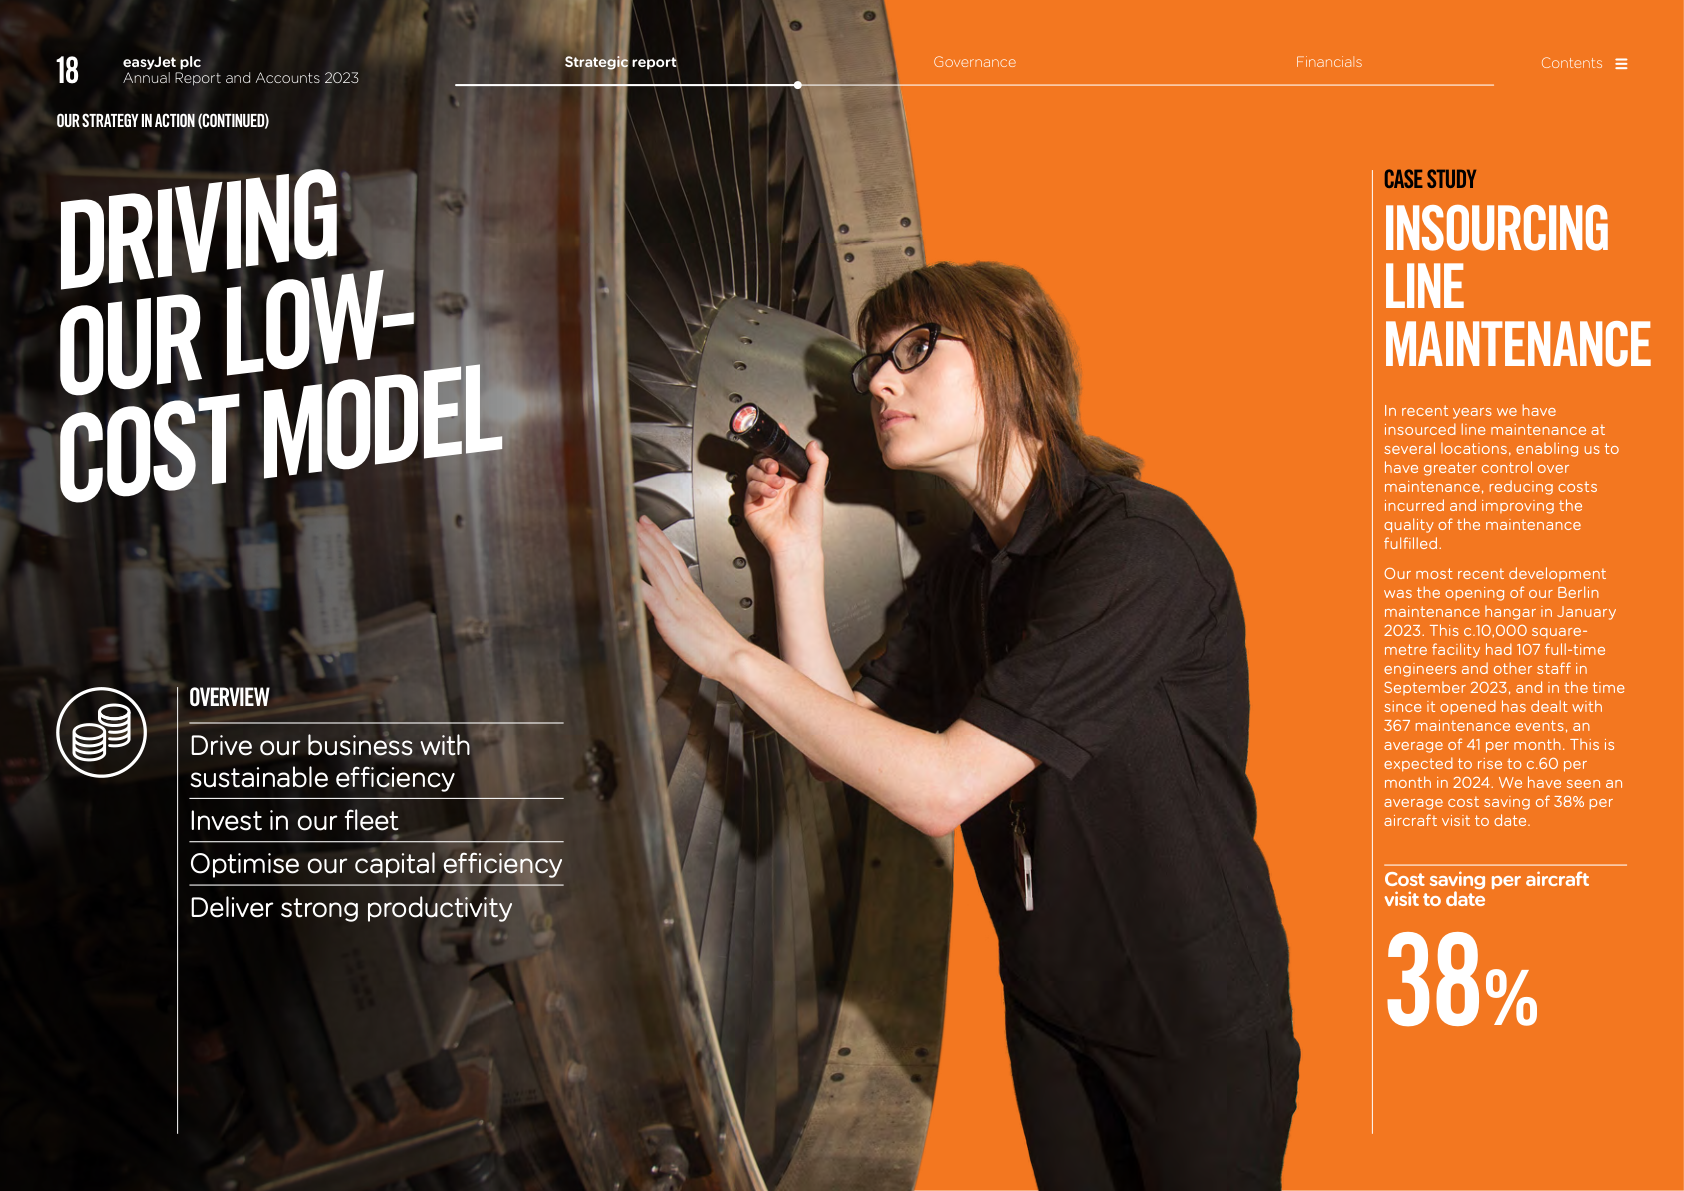 18
easyJet plc
Annual Report and Accounts 2023
Strategic report
Governance
Financials
Contents
OUR STRATEGY IN ACTION (CONTINUED)
DRIVING
OUR LOW-
COST MODEL
OVERVIEW
Drive our business with
sustainable efficiency
Invest in our fleet
Optimise our capital efficiency
Deliver strong productivity
CASE STUDY
INSOURCING
LINE
MAINTENANCE
In recent years we have
insourced line maintenance at
several locations, enabling us to
have greater control over
maintenance, reducing costs
incurred and improving the
quality of the maintenance
fulfilled.
Our most recent development
was the opening of our Berlin
maintenance hangar in January
2023. This c.10,000 square-
metre facility had 107 full-time
engineers and other staff in
September 2023, and in the time
since it opened has dealt with
367 maintenance events, an
average of 41 per month. This is
expected to rise to c.60 per
month in 2024. We have seen an
average cost saving of 38% per
aircraft visit to date.
Cost saving per aircraft
visit to date
38%